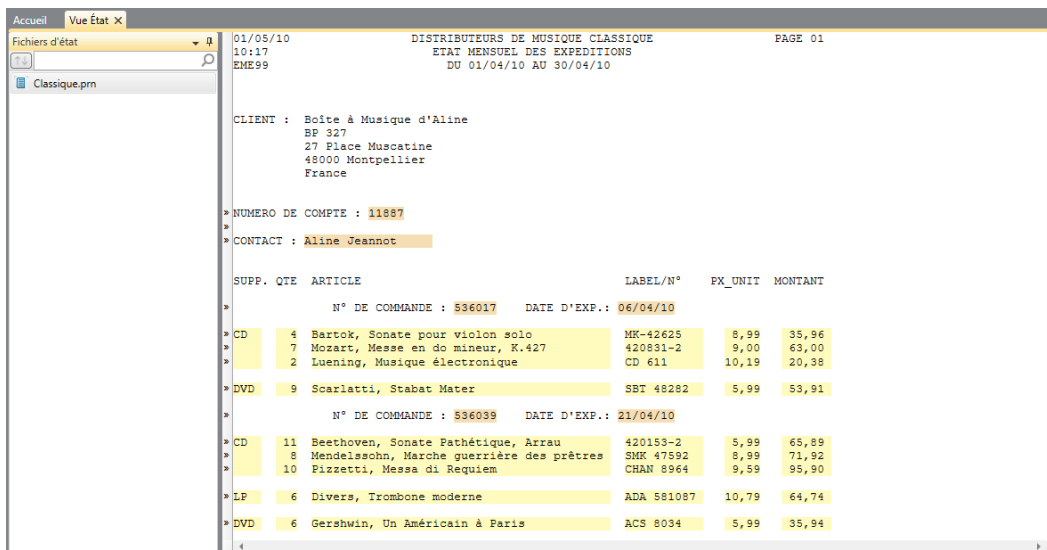 Accueil Vue État ×
Fichiers d'état
Classique.prn
01/05/10 DISTRIBUTEURS DE MUSIQUE CLASSIQUE PAGE 01
10:17 ETAT MENSUEL DES EXPEDITIONS
EME99 DU 01/04/10 AU 30/04/10
CLIENT : Boîte à Musique d'Aline
BP 327
27 Place Muscatine
48000 Montpellier
France
» NUMERO DE COMPTE : 11887
»
» CONTACT : Aline Jeannot
SUPP. QTE ARTICLE LABEL/N° PX_UNIT MONTANT
» N° DE COMMANDE : 536017 DATE D'EXP.: 06/04/10
» CD 4 Bartok, Sonate pour violon solo MK-42625 8,99 35,96
» 7 Mozart, Messe en do mineur, K.427 420831-2 9,00 63,00
» 2 Luening, Musique électronique CD 611 10,19 20,38
» DVD 9 Scarlatti, Stabat Mater SBT 48282 5,99 53,91
» N° DE COMMANDE : 536039 DATE D'EXP.: 21/04/10
» CD 11 Beethoven, Sonate Pathétique, Arrau 420153-2 5,99 65,89
» 8 Mendelssohn, Marche guerrière des prêtres SMK 47592 8,99 71,92
» 10 Pizzetti, Messa di Requiem CHAN 8964 9,59 95,90
» LP 6 Divers, Trombone moderne ADA 581087 10,79 64,74
» DVD 6 Gershwin, Un Américain à Paris ACS 8034 5,99 35,94